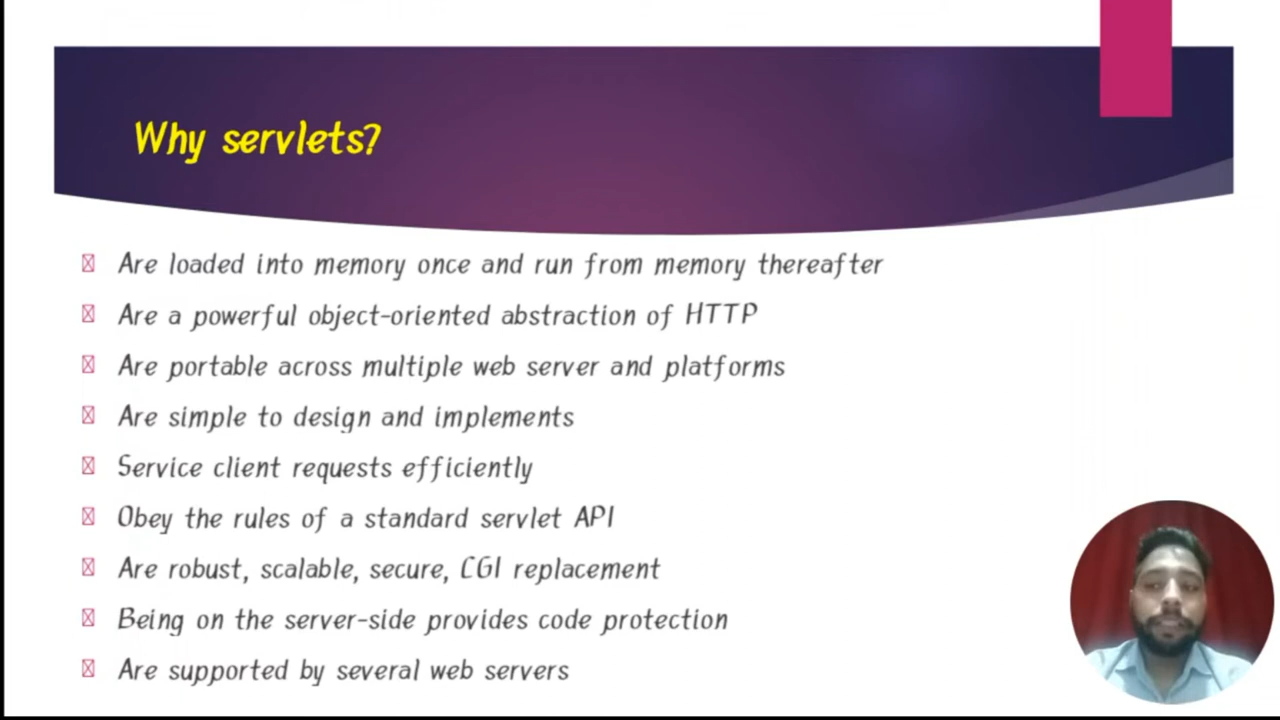 Why servlets?
Are loaded into memory once and run from memory thereafter
Are a powerful object-oriented abstraction of HTTP
Are portable across multiple web server and platforms
Are simple to design and implements
Service client requests efficiently
Obey the rules of a standard servlet API
Are robust, scalable, secure, CGI replacement
Being on the server-side provides code protection
Are supported by several web servers